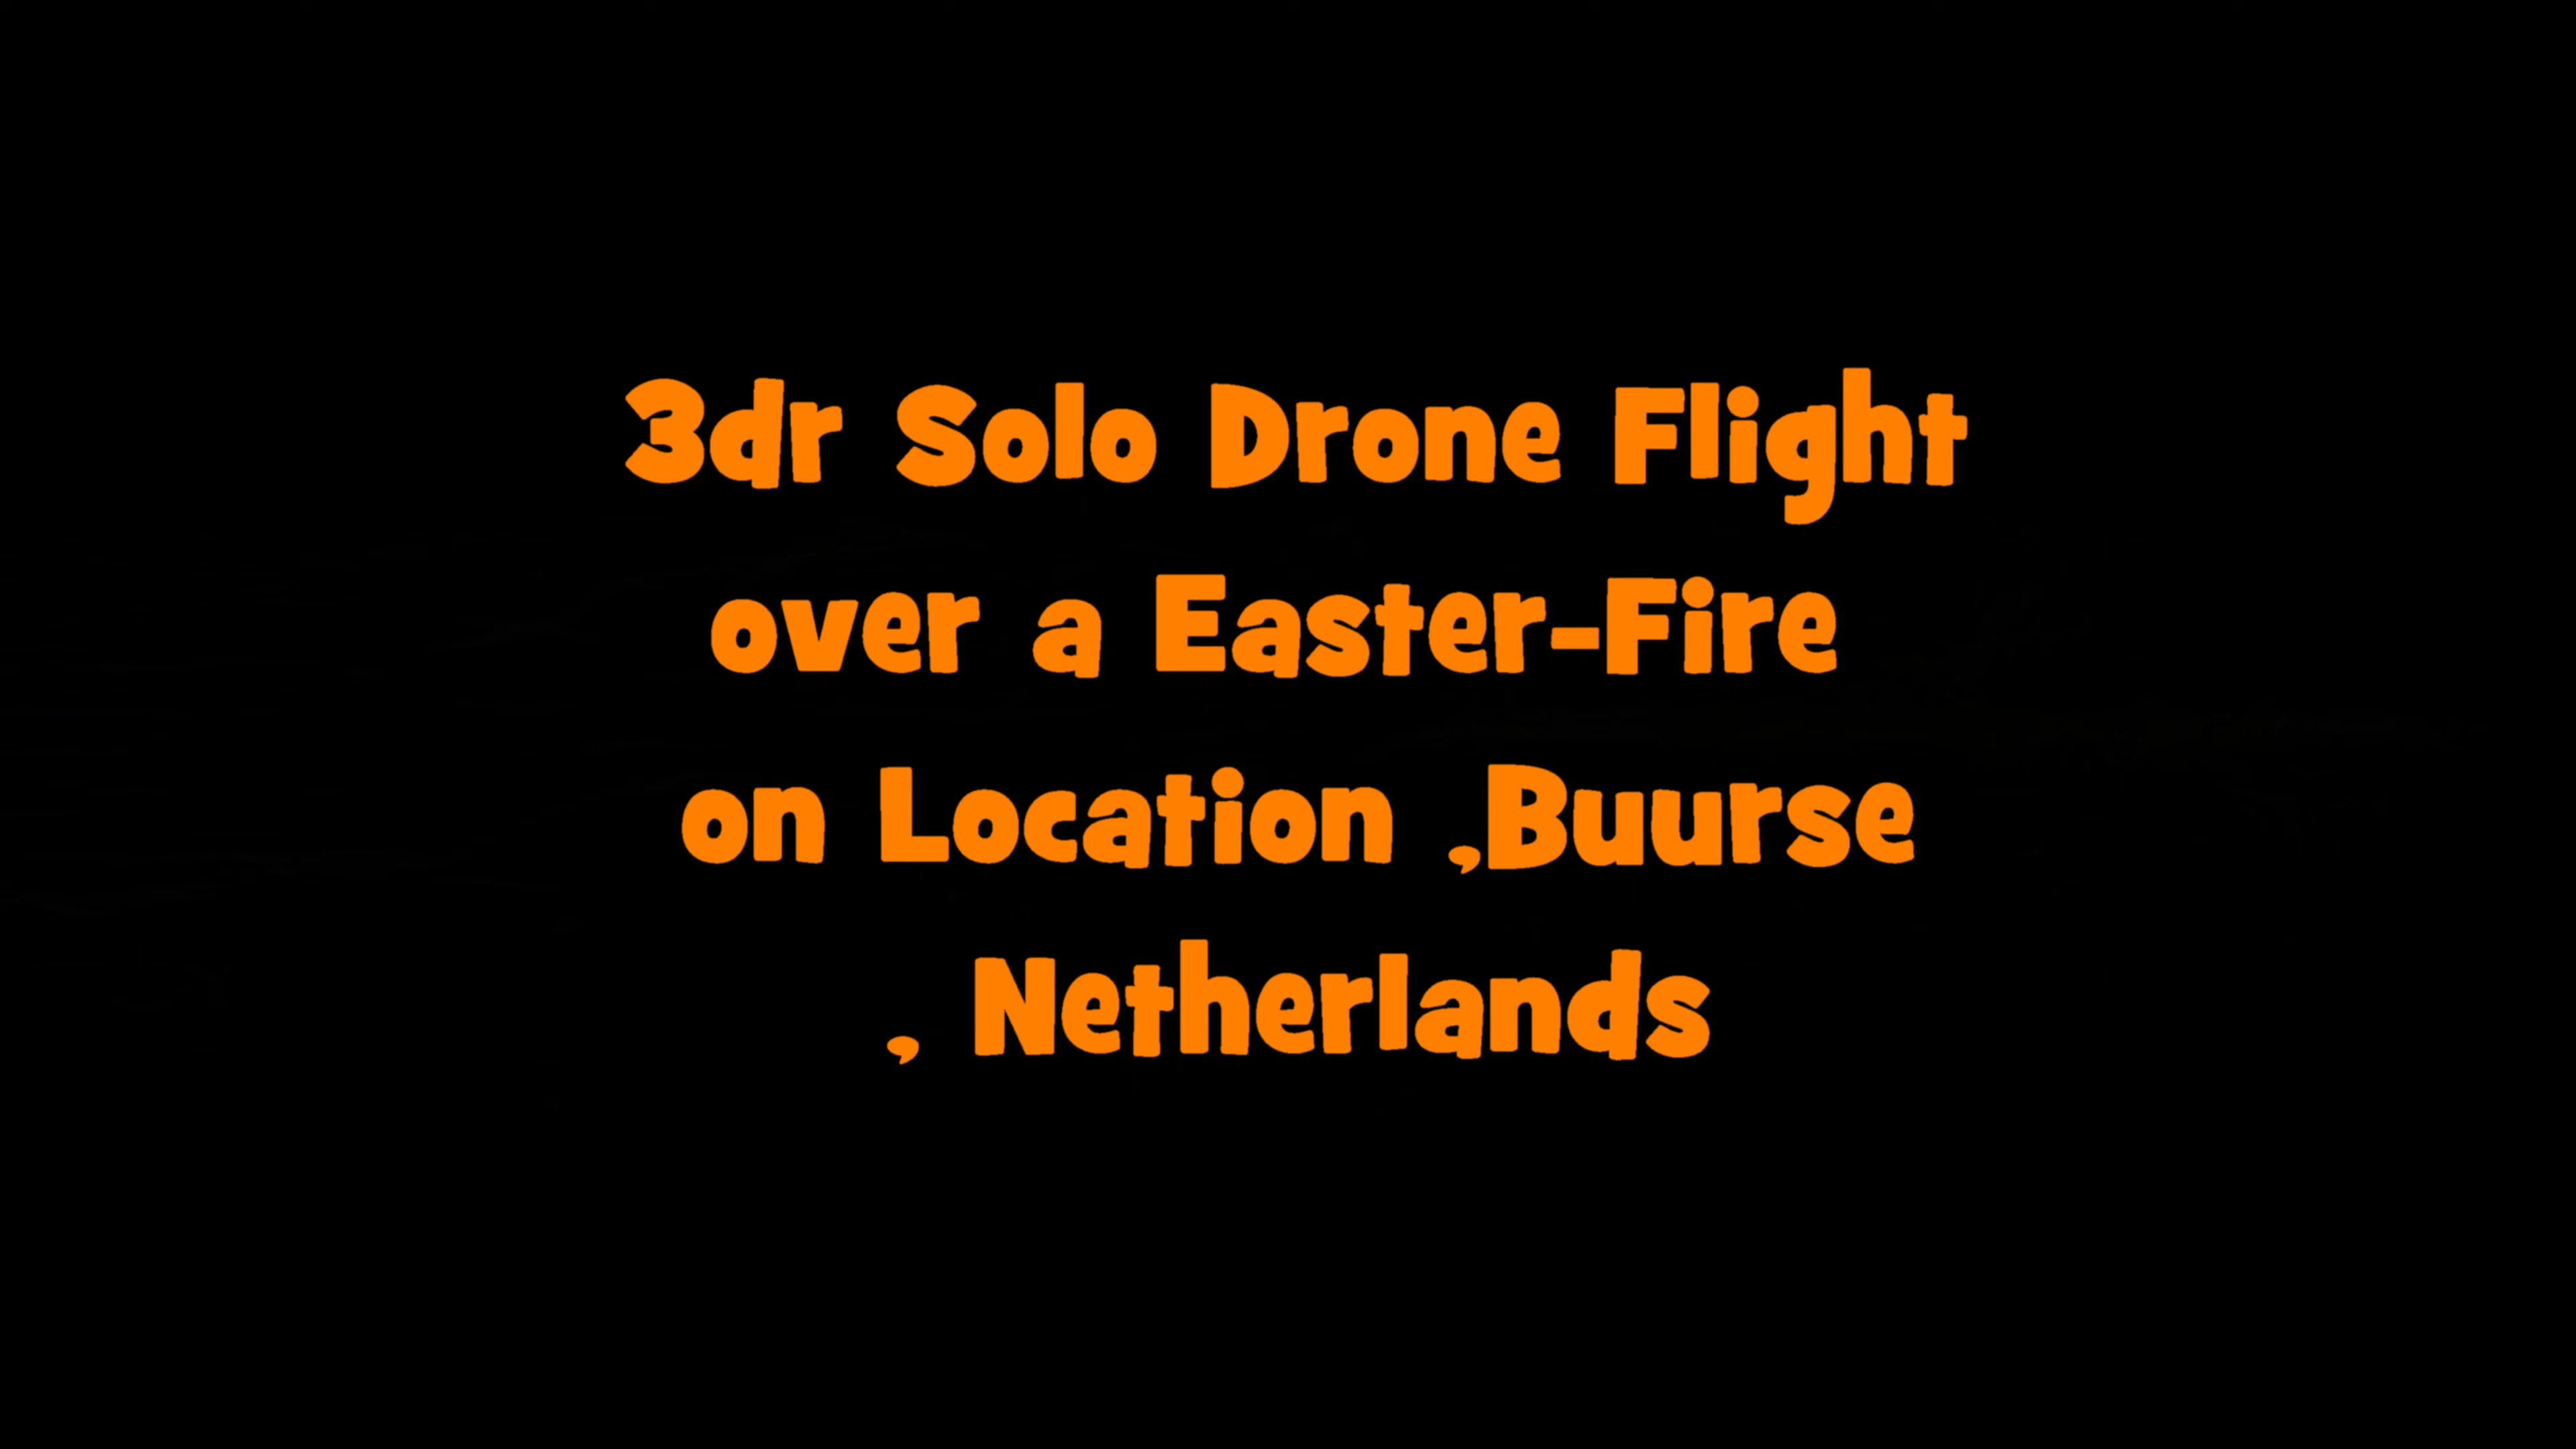 3dr Solo Drone Flight
over a Easter-Fire
on Location ,Buurse
, Netherlands